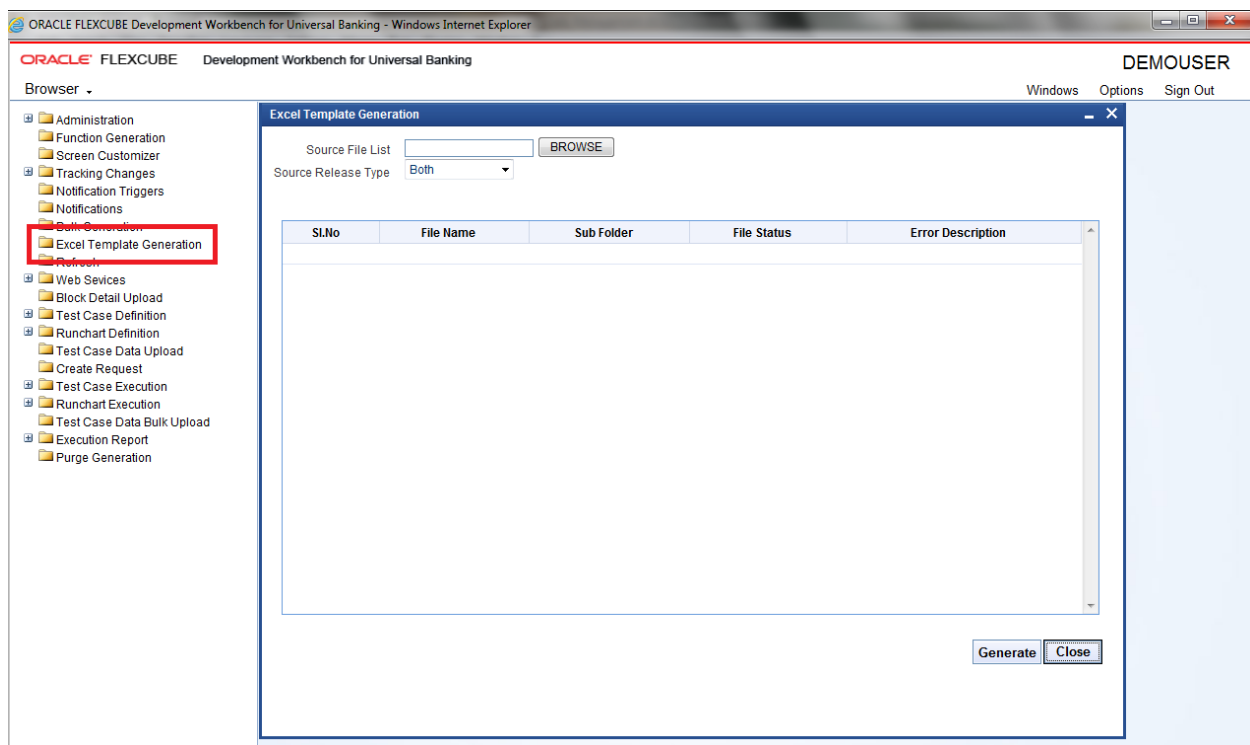 ORACLE FLEXCUBE Development Workbench for Universal Banking - Windows Internet Explorer
ORACLE FLEXCUBE Development Workbench for Universal Banking
DEMOUSER
Browser
Windows Options Sign Out
Administration
Function Generation
Screen Customizer
Tracking Changes
Notification Triggers
Notifications
Bulk Generation
Excel Template Generation
Refresh
Web Sevices
Block Detail Upload
Test Case Definition
Runchart Definition
Test Case Data Upload
Create Request
Test Case Execution
Runchart Execution
Test Case Data Bulk Upload
Execution Report
Purge Generation
Excel Template Generation
Source File List BROWSE
Source Release Type Both
Sl.No File Name Sub Folder File Status Error Description
Generate Close